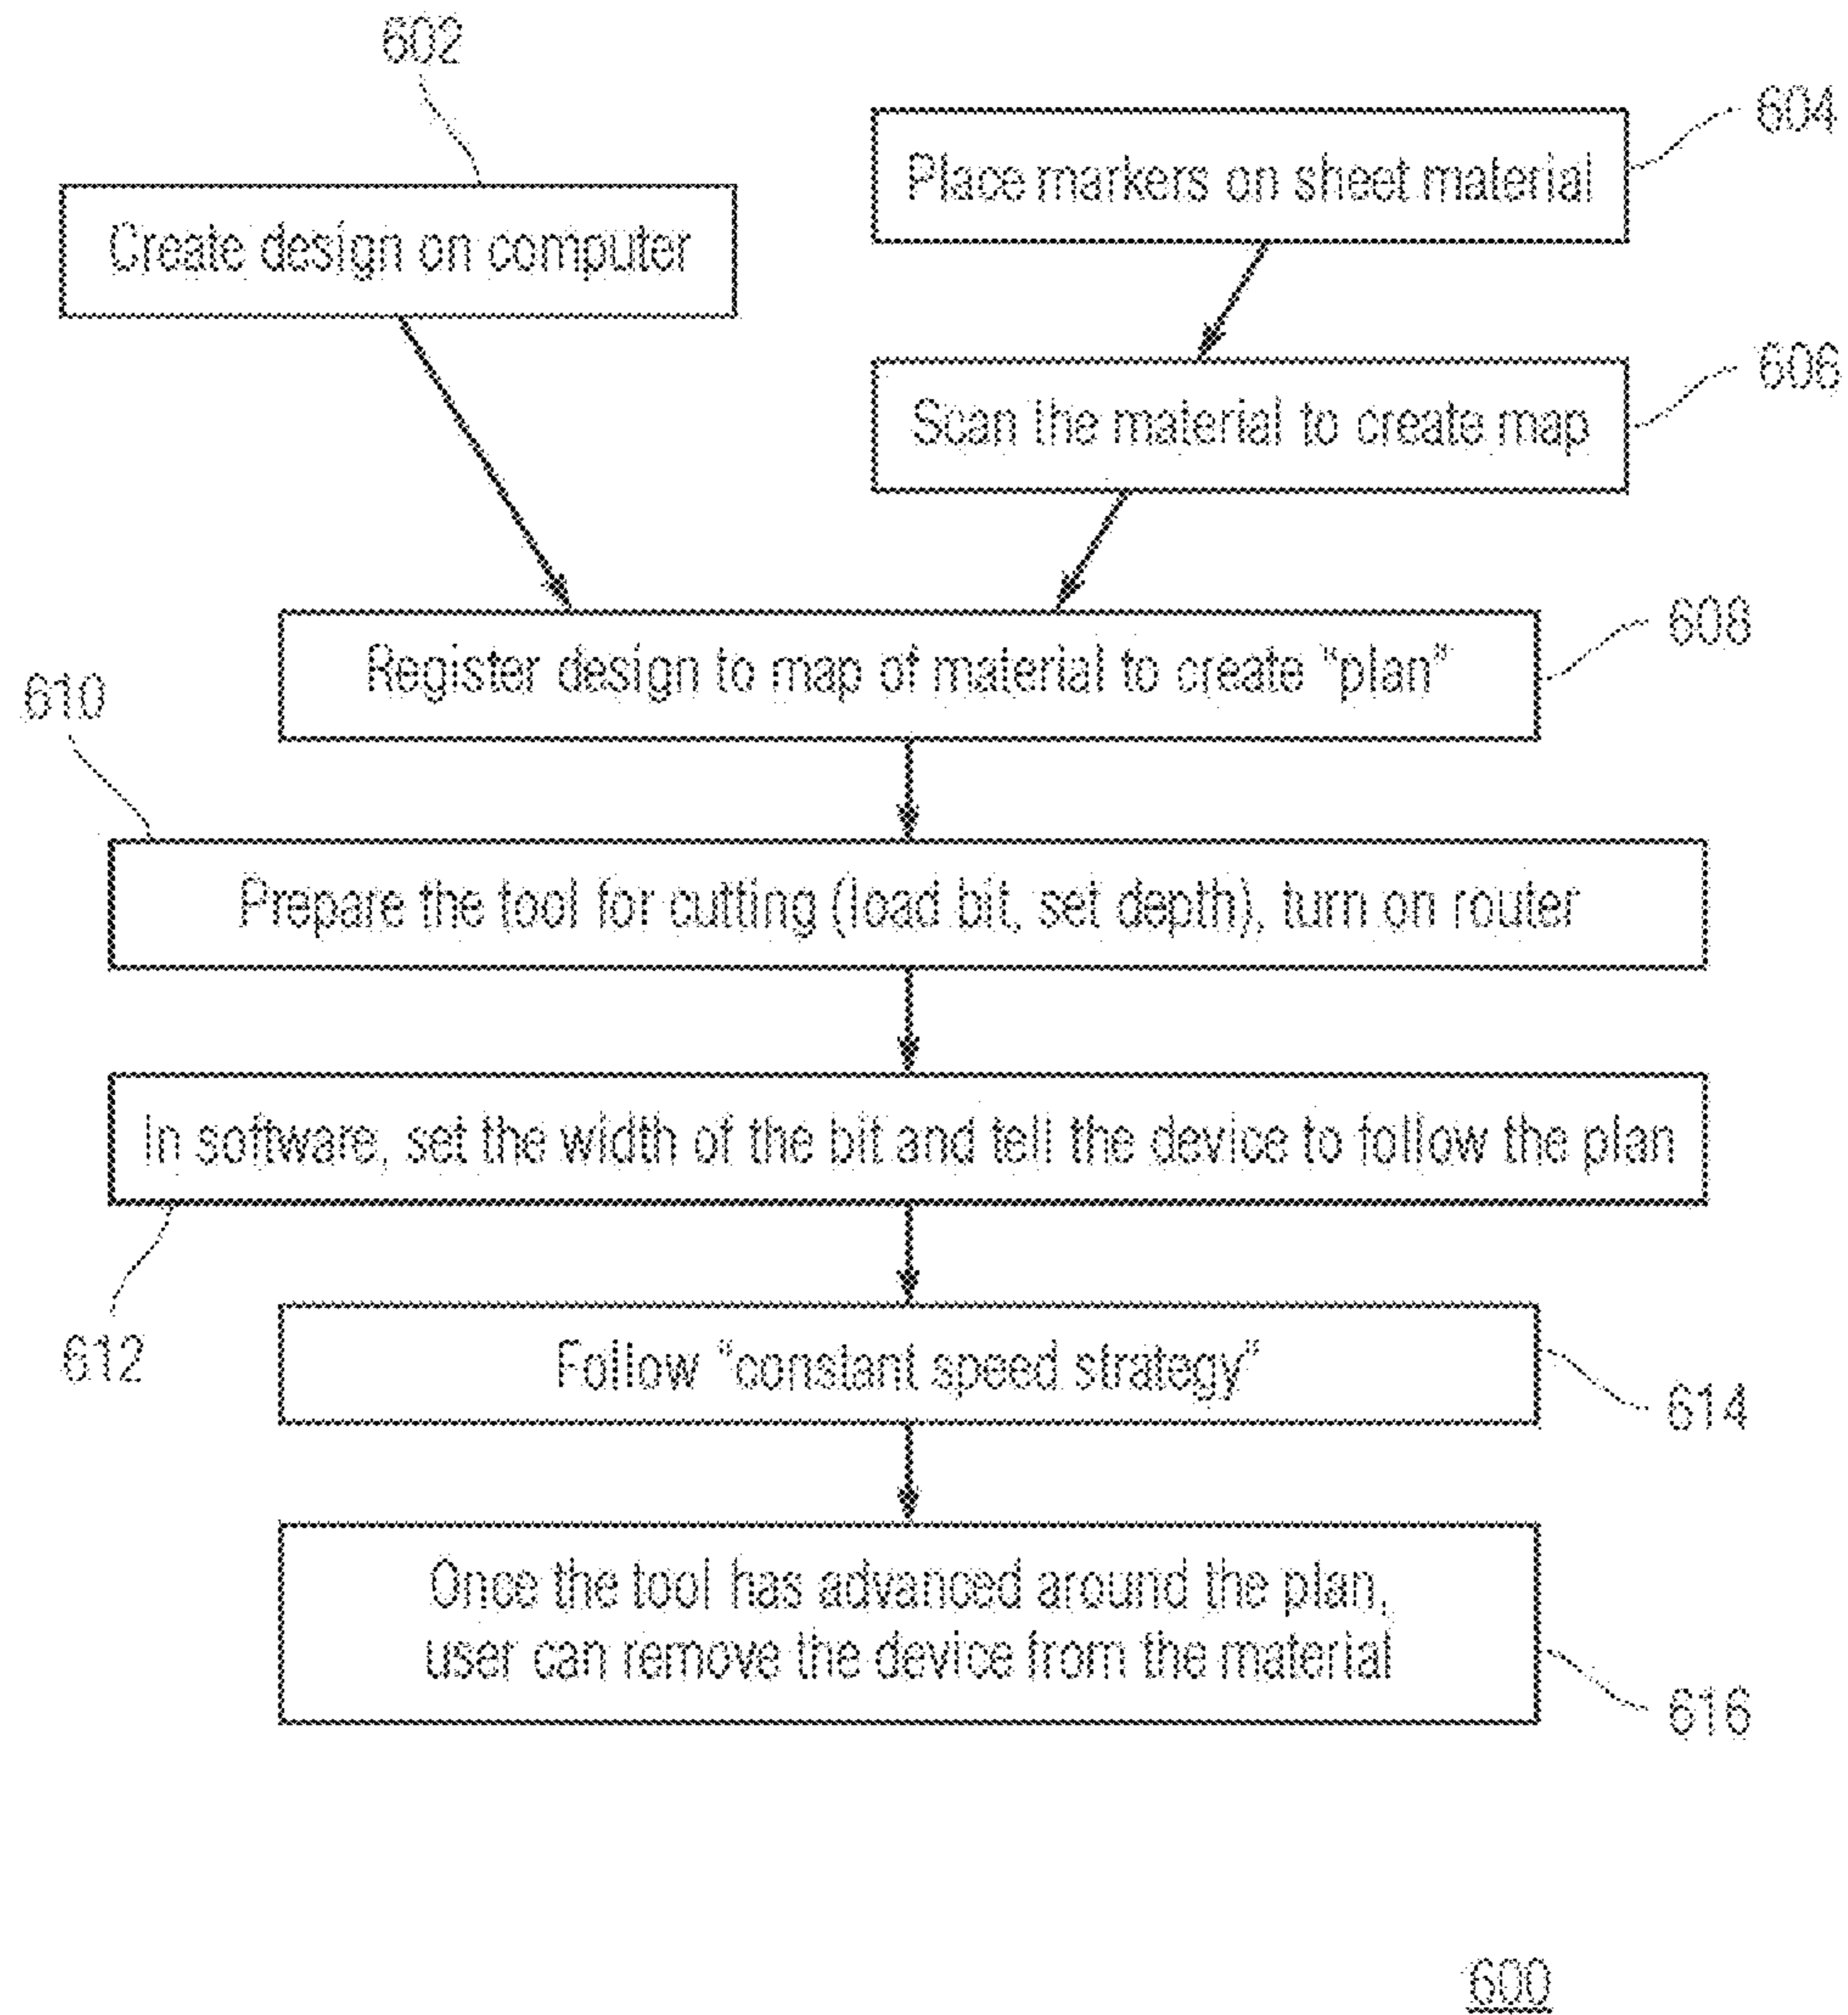 602
604
Place markers on sheet material
Create design on computer
606
Scan the material to create map
608
Register design to map of material to create "plan"
610
Prepare the tool for cutting (load bit, set depth), turn on router
In software, set the width of the bit and tell the device to follow the plan
612
Follow "constant speed strategy"
614
Once the tool has advanced around the plan,
user can remove the device from the material
616
600